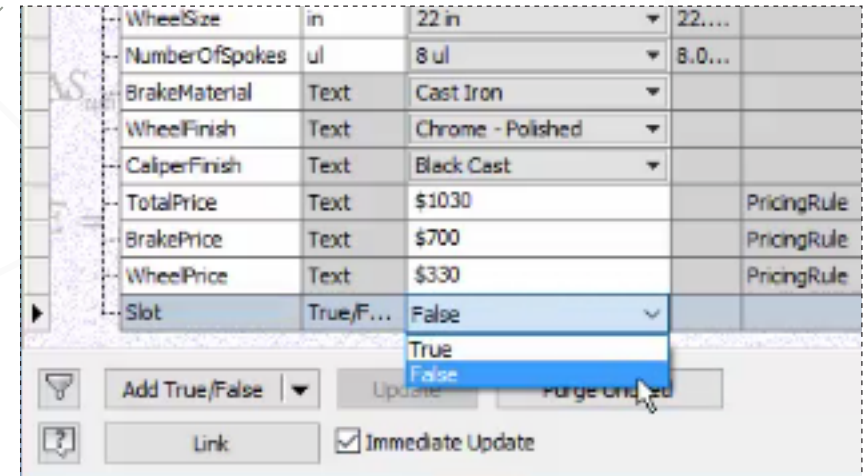 WheelSize in 22 in 22....
NumberOfSpokes ul 8 ul 8.0...
BrakeMaterial Text Cast Iron
WheelFinish Text Chrome - Polished
CaliperFinish Text Black Cast
TotalPrice Text $1030 PricingRule
BrakePrice Text $700 PricingRule
WheelPrice Text $330 PricingRule
Slot True/F... False
True
False
Add True/False Update Purge
Link Immediate Update